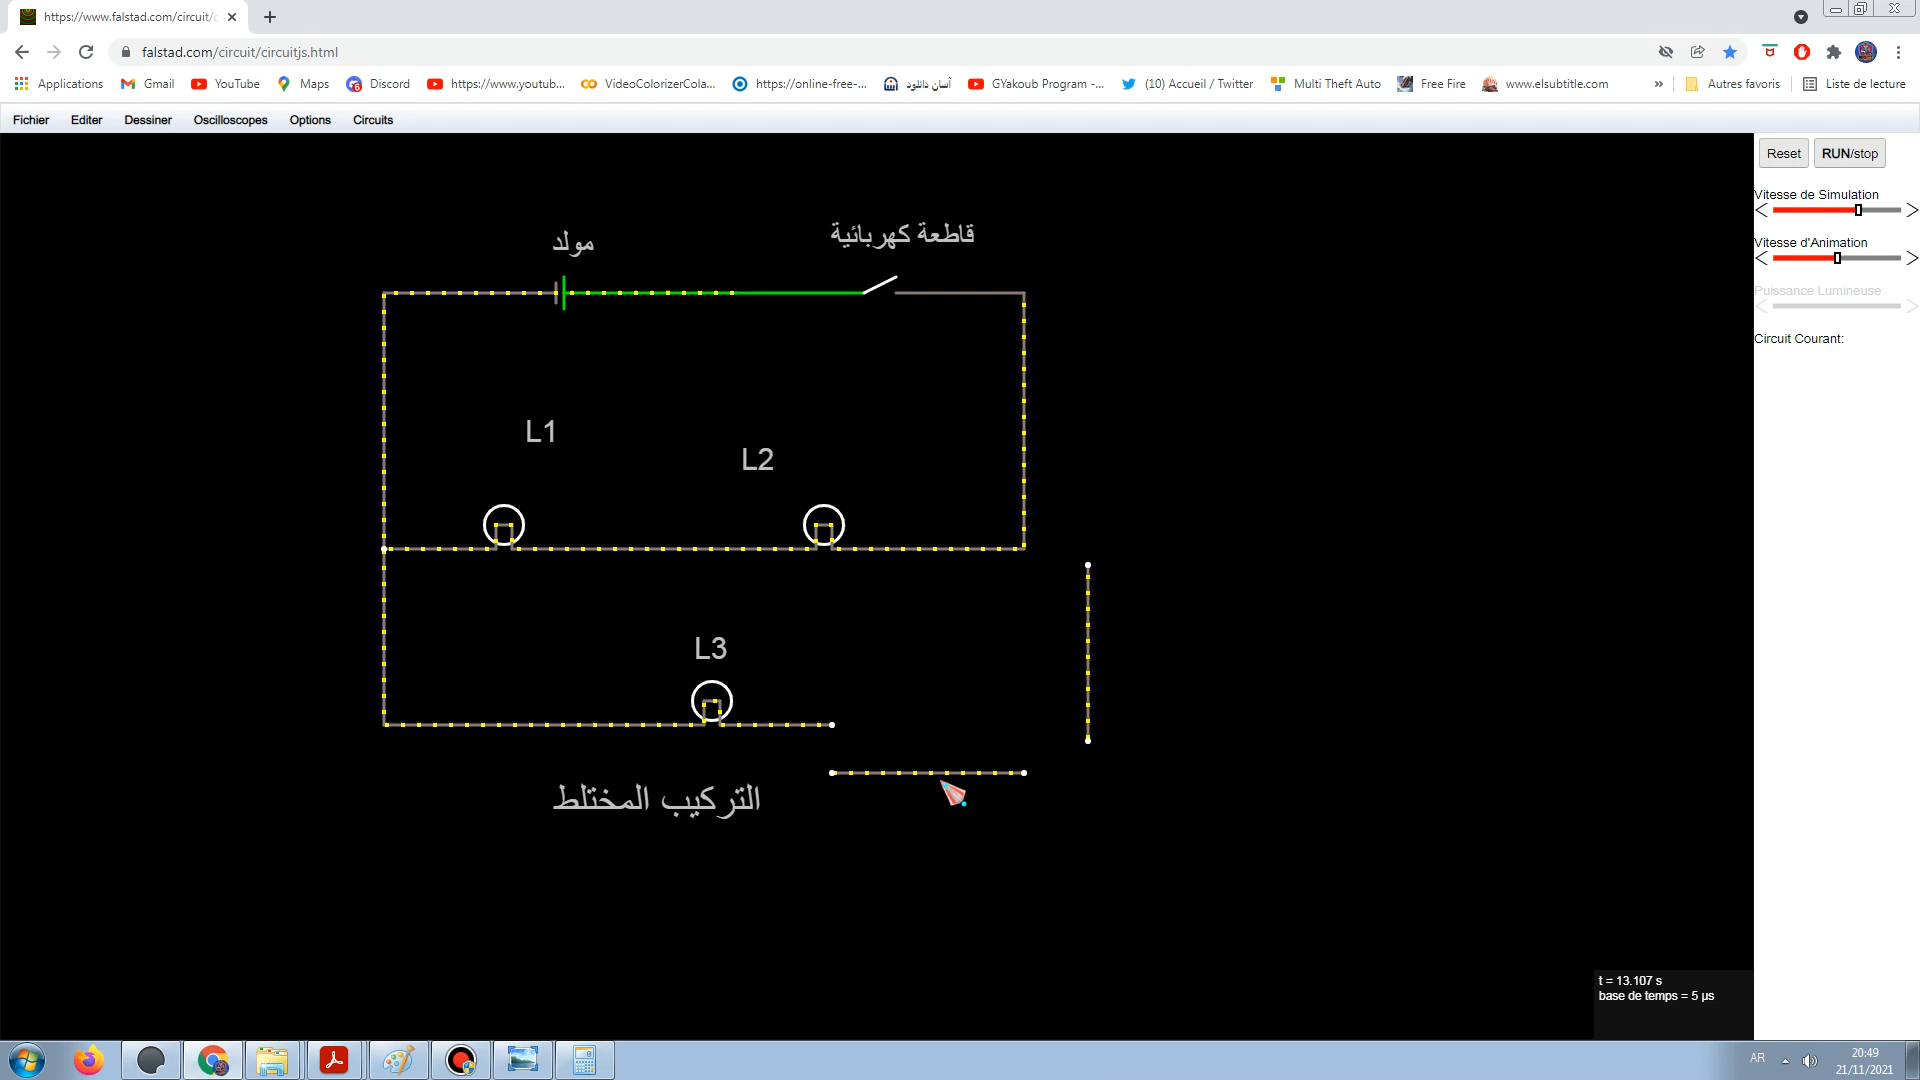 https://www.falstad.com/circuit/c
falstad.com/circuit/circuitjs.html
Applications
Gmail
YouTube
Maps
Discord
https://www.youtub...
VideoColorizerCola...
https://online-free-...
آسان دانلود
GYakoub Program -...
(10) Accueil / Twitter
Multi Theft Auto
Free Fire
www.elsubtitle.com
»
Autres favoris
Liste de lecture
Fichier
Editer
Dessiner
Oscilloscopes
Options
Circuits
Reset
RUN/stop
Vitesse de Simulation
Vitesse d'Animation
Puissance Lumineuse
Circuit Courant:
قاطعة كهربائية
مولد
L1
L2
L3
التركيب المختلط
t = 13.107 s
base de temps = 5 µs
AR
20:49
21/11/2021